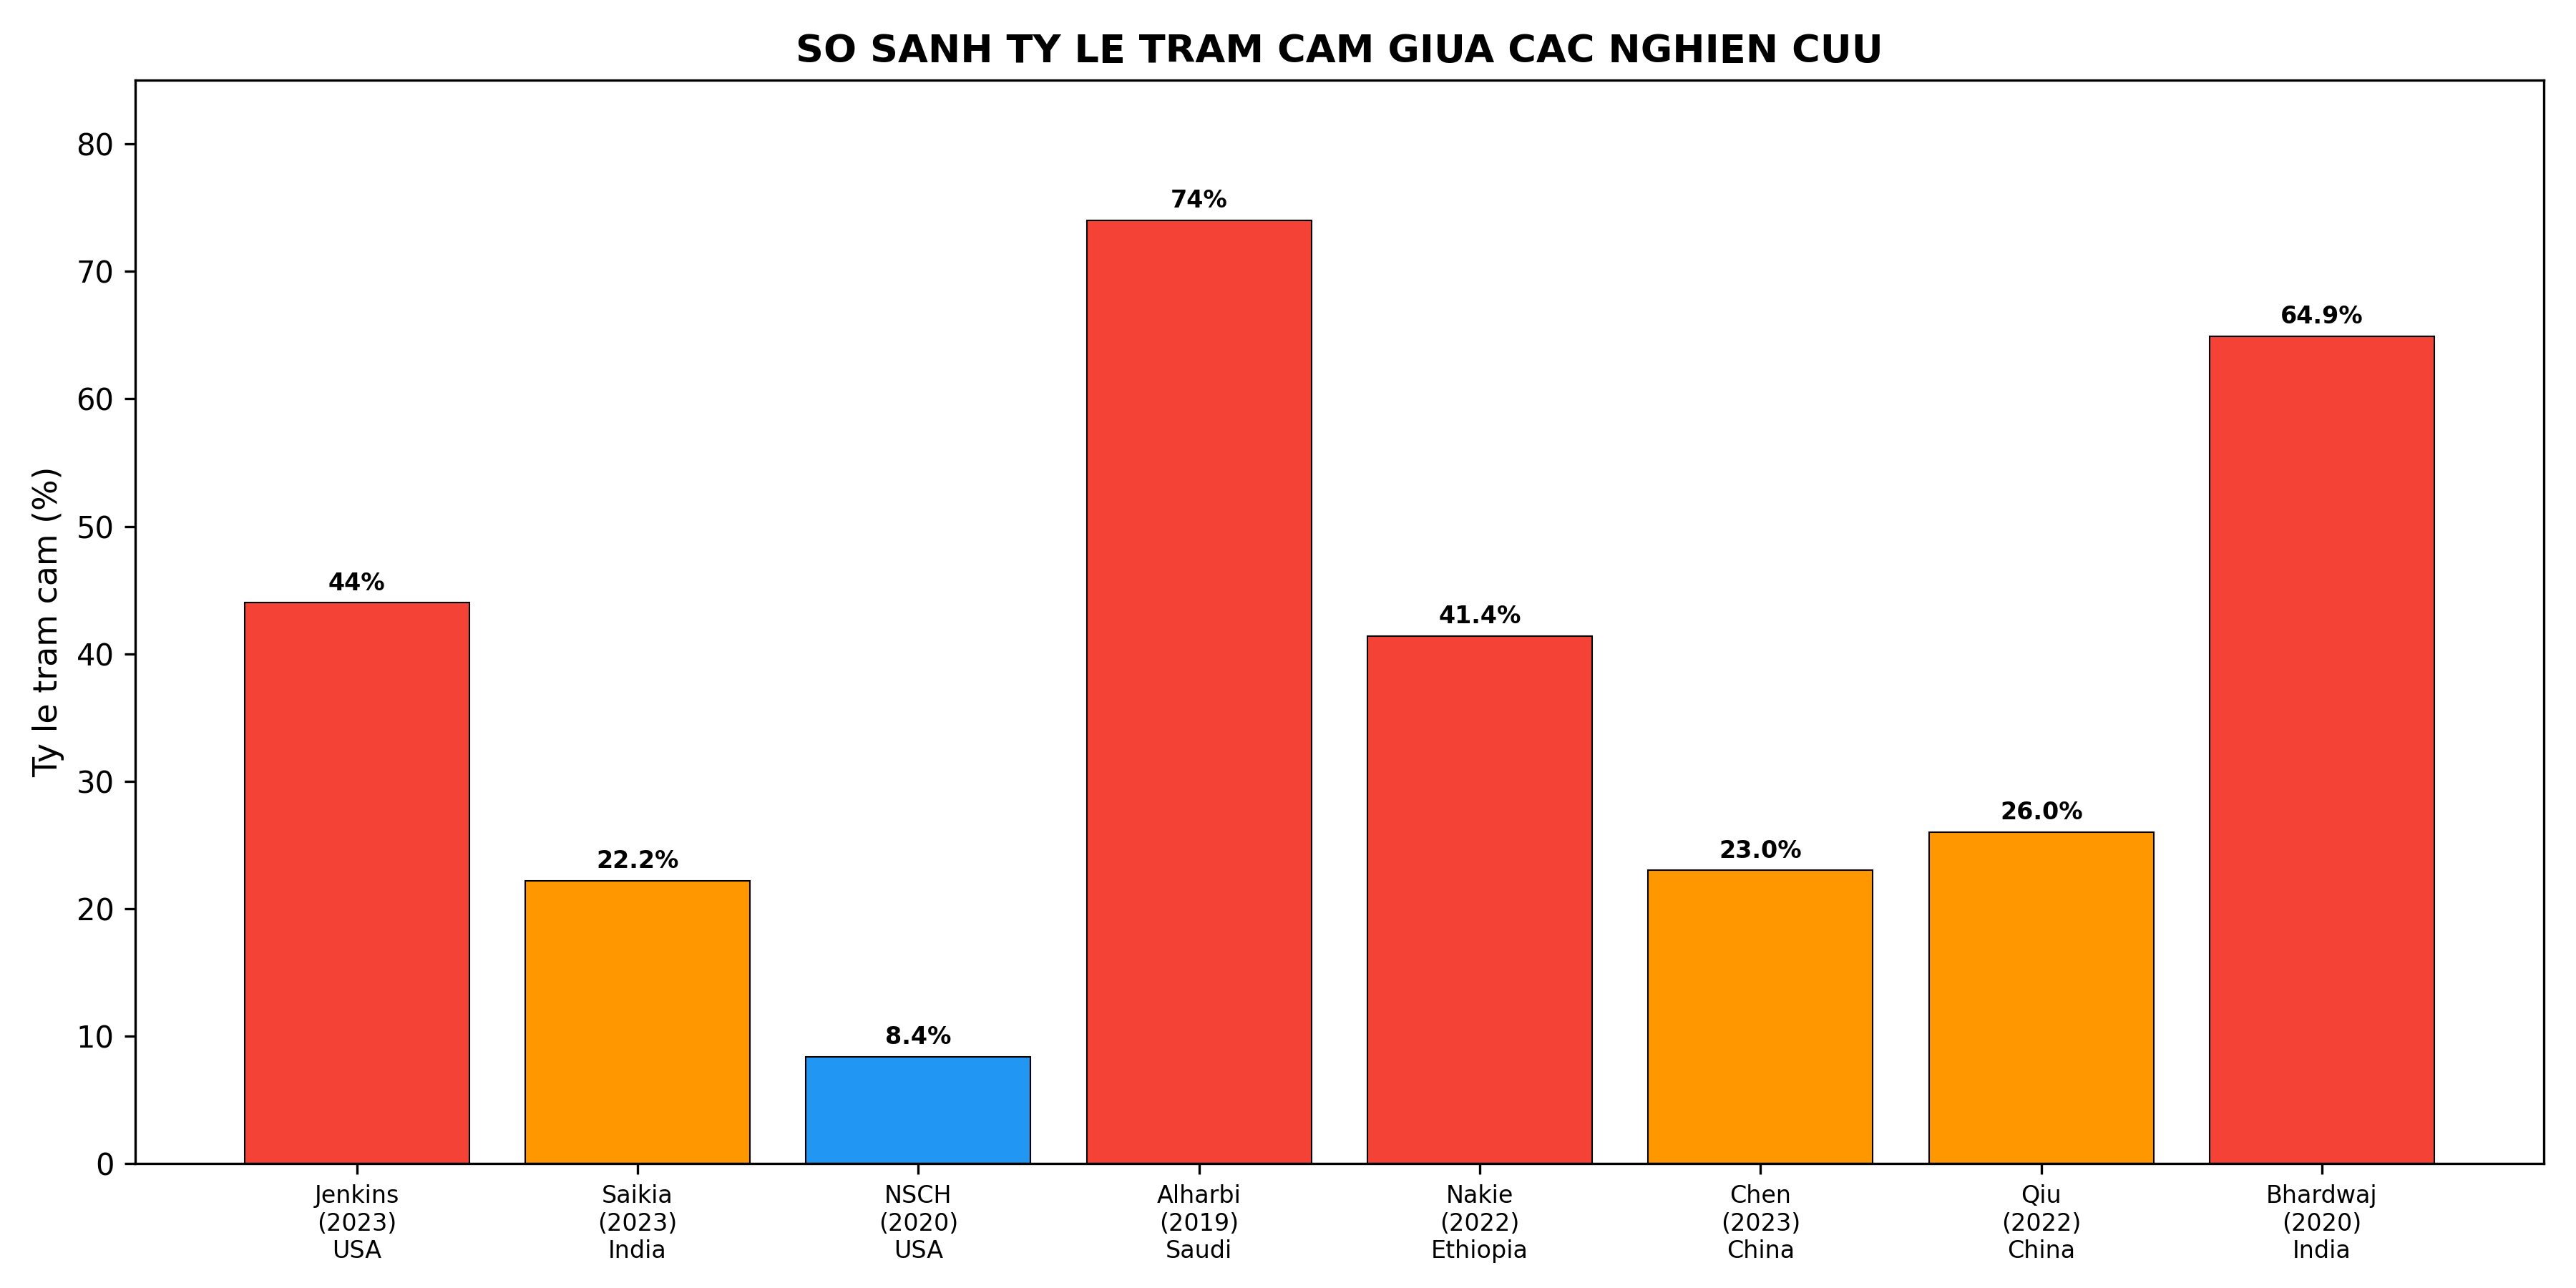 SO SANH TY LE TRAM CAM GIUA CAC NGHIEN CUU
Ty le tram cam (%)
80
70
60
50
40
30
20
10
0
44%
22.2%
8.4%
74%
41.4%
23.0%
26.0%
64.9%
Jenkins
(2023)
USA
Saikia
(2023)
India
NSCH
(2020)
USA
Alharbi
(2019)
Saudi
Nakie
(2022)
Ethiopia
Chen
(2023)
China
Qiu
(2022)
China
Bhardwaj
(2020)
India